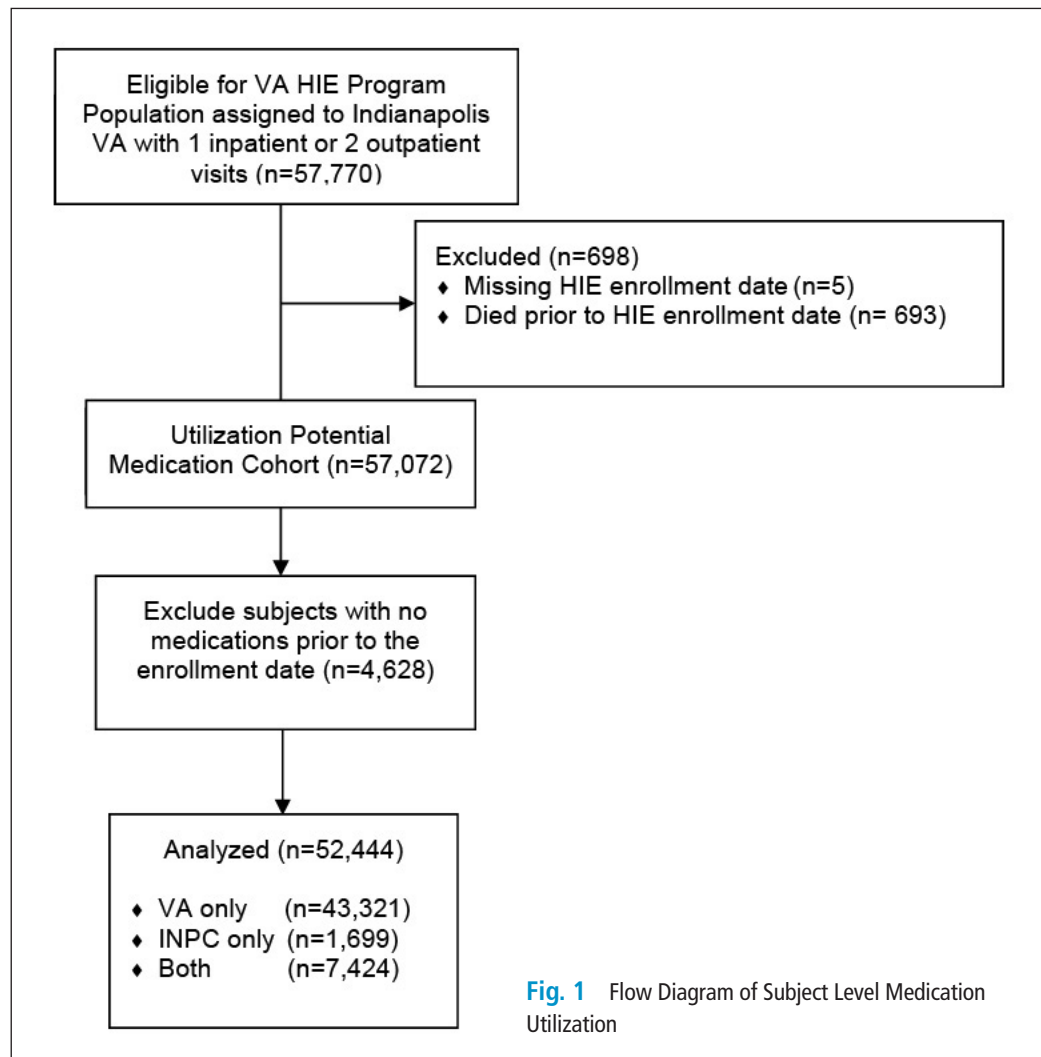 Eligible for VA HIE Program
Population assigned to Indianapolis
VA with 1 inpatient or 2 outpatient
visits (n=57,770)
Excluded (n=698)
♦ Missing HIE enrollment date (n=5)
♦ Died prior to HIE enrollment date (n= 693)
Utilization Potential
Medication Cohort (n=57,072)
Exclude subjects with no
medications prior to the
enrollment date (n=4,628)
Analyzed (n=52,444)
♦ VA only (n=43,321)
♦ INPC only (n=1,699)
♦ Both (n=7,424)
Fig. 1 Flow Diagram of Subject Level Medication
Utilization